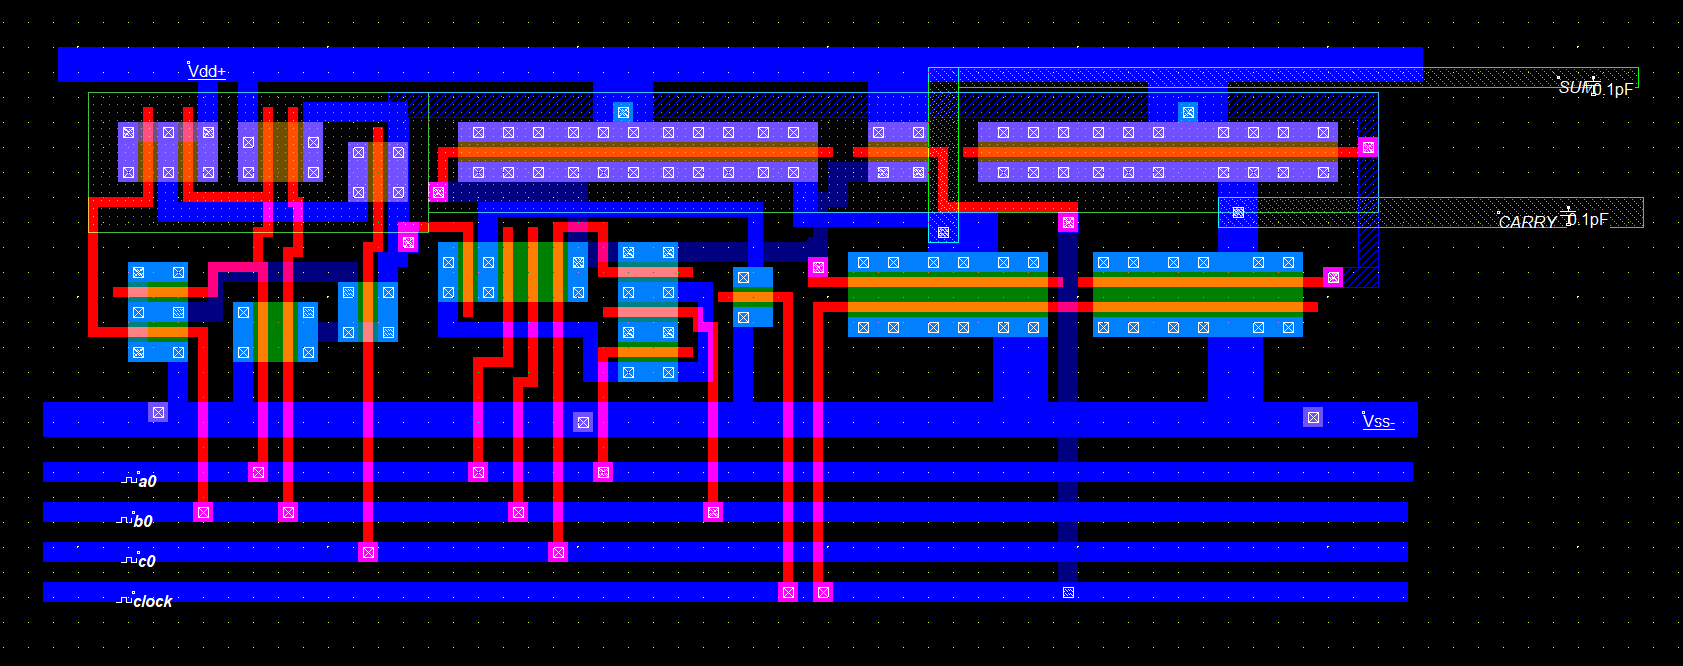 Vdd+
SUM 0.1pF
CARRY 0.1pF
Vss-
a0
b0
c0
clock